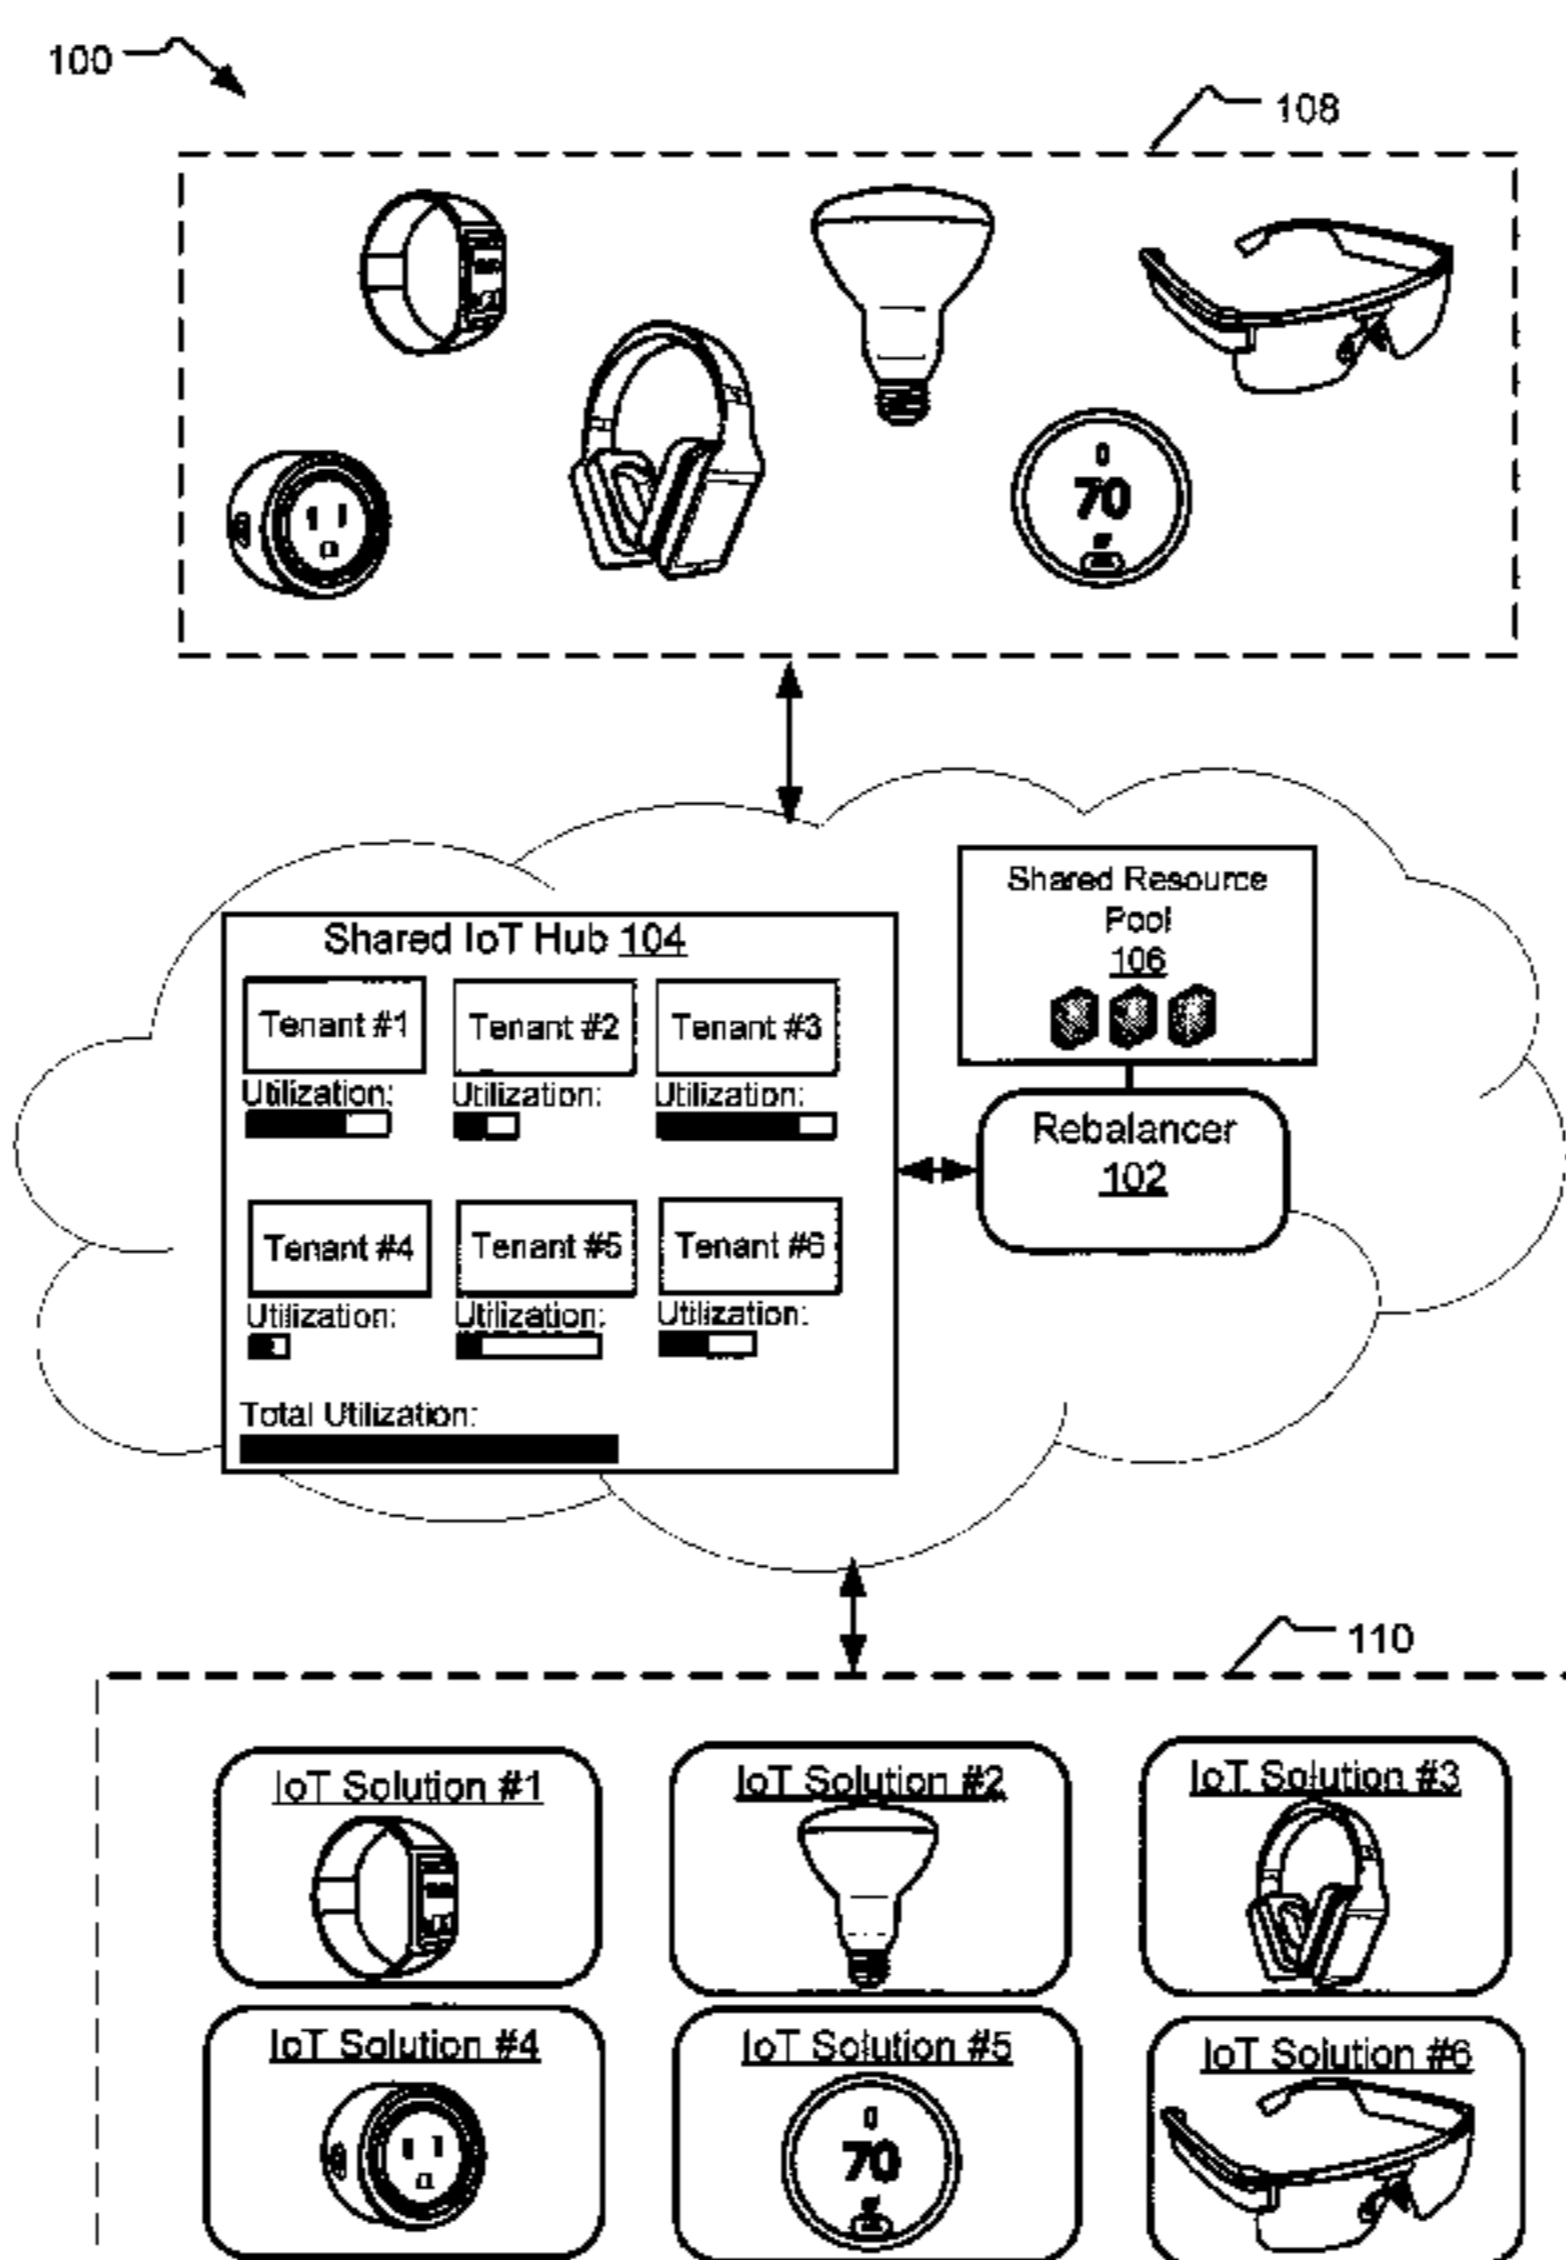 100
108
0
70
Shared Resource
Pool
106
Shared IoT Hub 104
Tenant #1
Tenant #2
Tenant #3
Utilization:
Utilization:
Utilization:
Rebalancer
102
Tenant #4
Tenant #5
Tenant #6
Utilization:
Utilization:
Utilization:
Total Utilization:
110
IoT Solution #1
IoT Solution #2
IoT Solution #3
IoT Solution #4
IoT Solution #5
IoT Solution #6
0
70